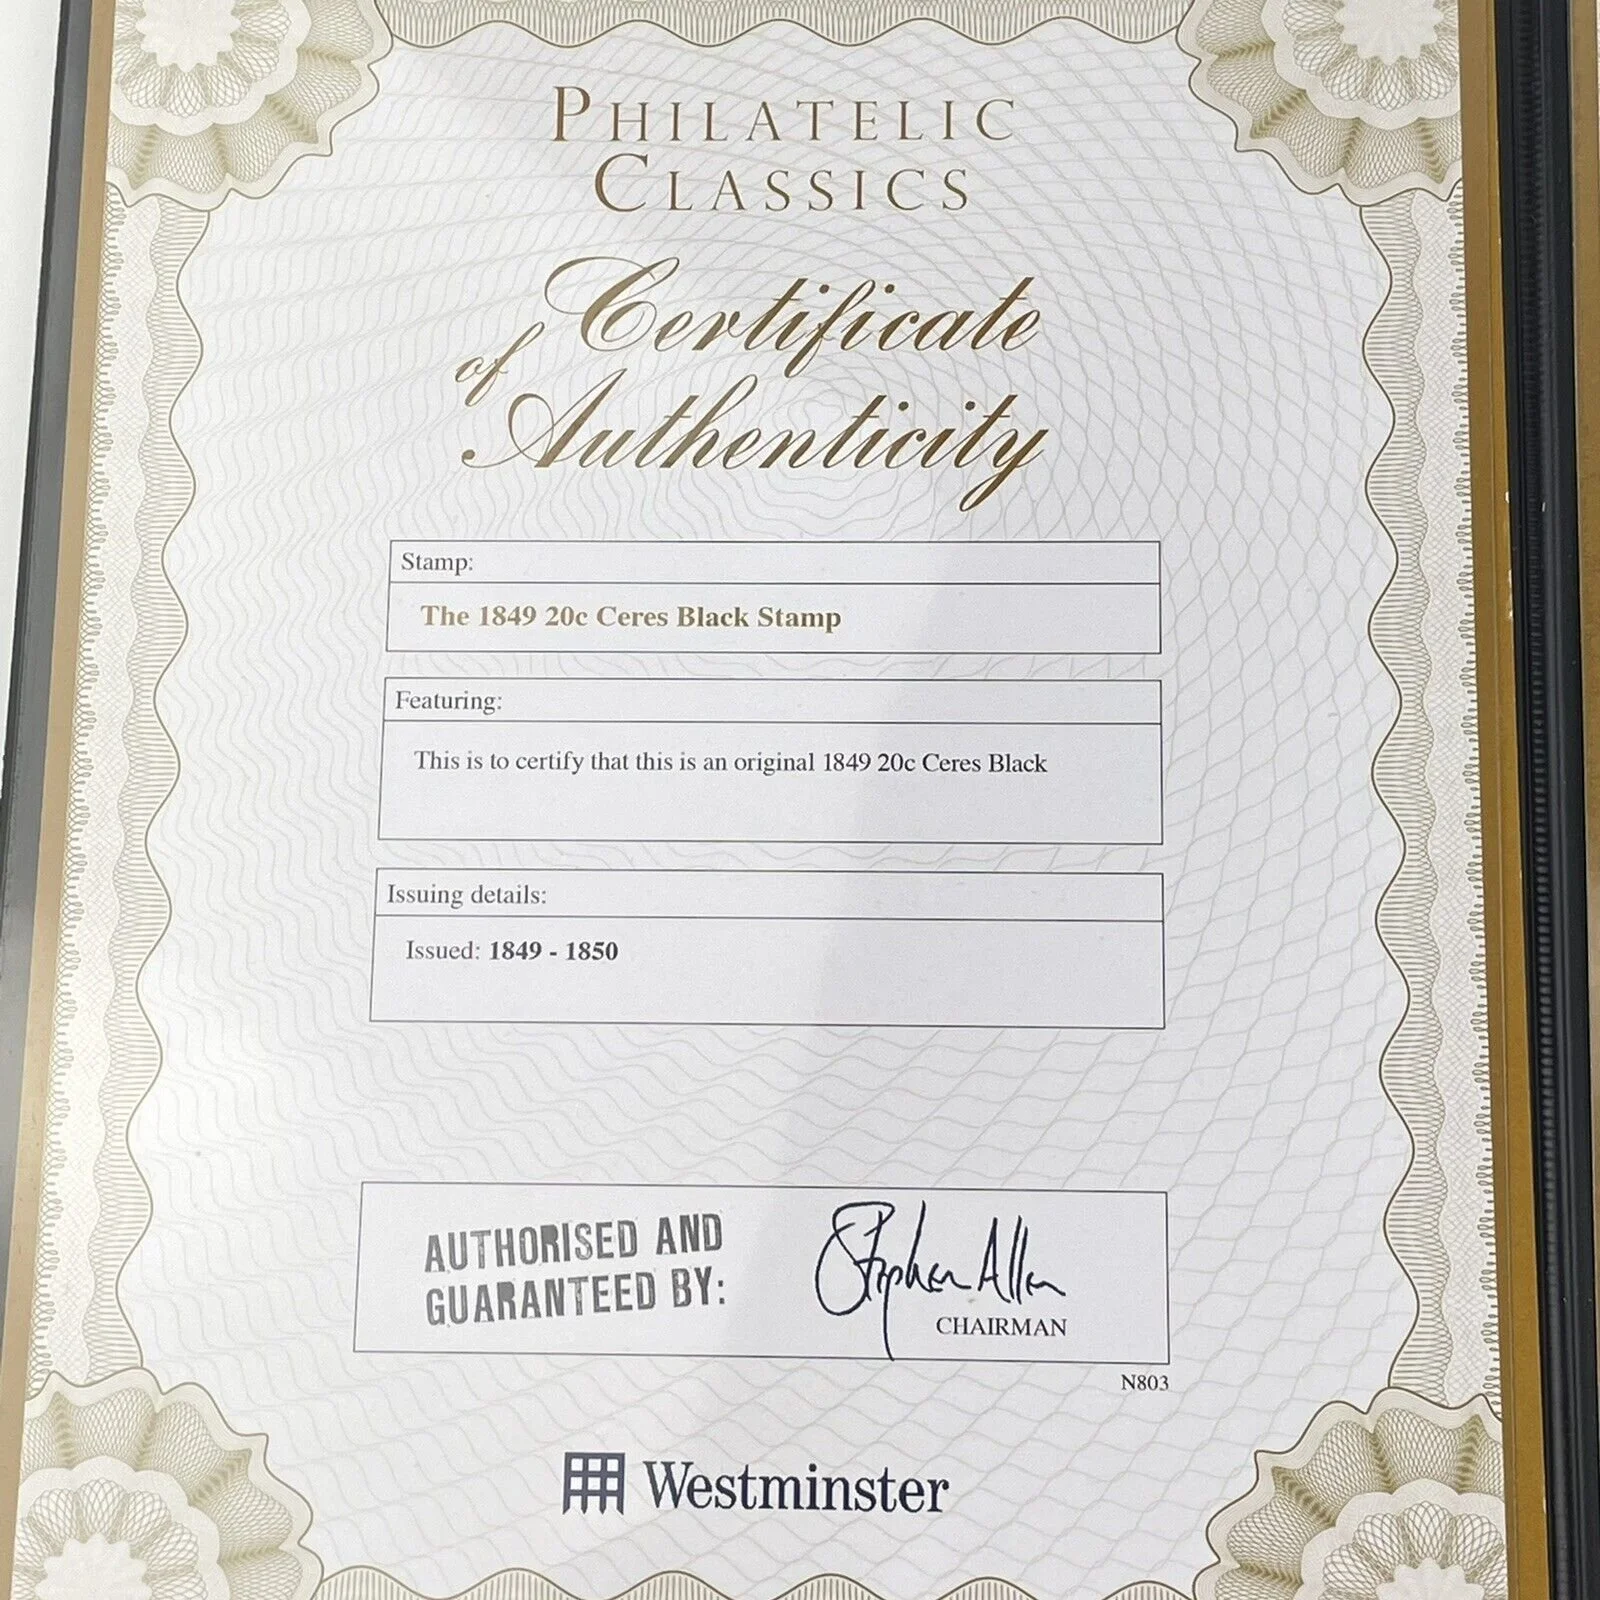 PHILATELIC
CLASSICS
Certificate
of
Authenticity
Stamp:
The 1849 20c Ceres Black Stamp
Featuring:
This is to certify that this is an original 1849 20c Ceres Black
Issuing details:
Issued: 1849 - 1850
AUTHORISED AND
GUARANTEED BY:
Stephen Allen
CHAIRMAN
N803
Westminster